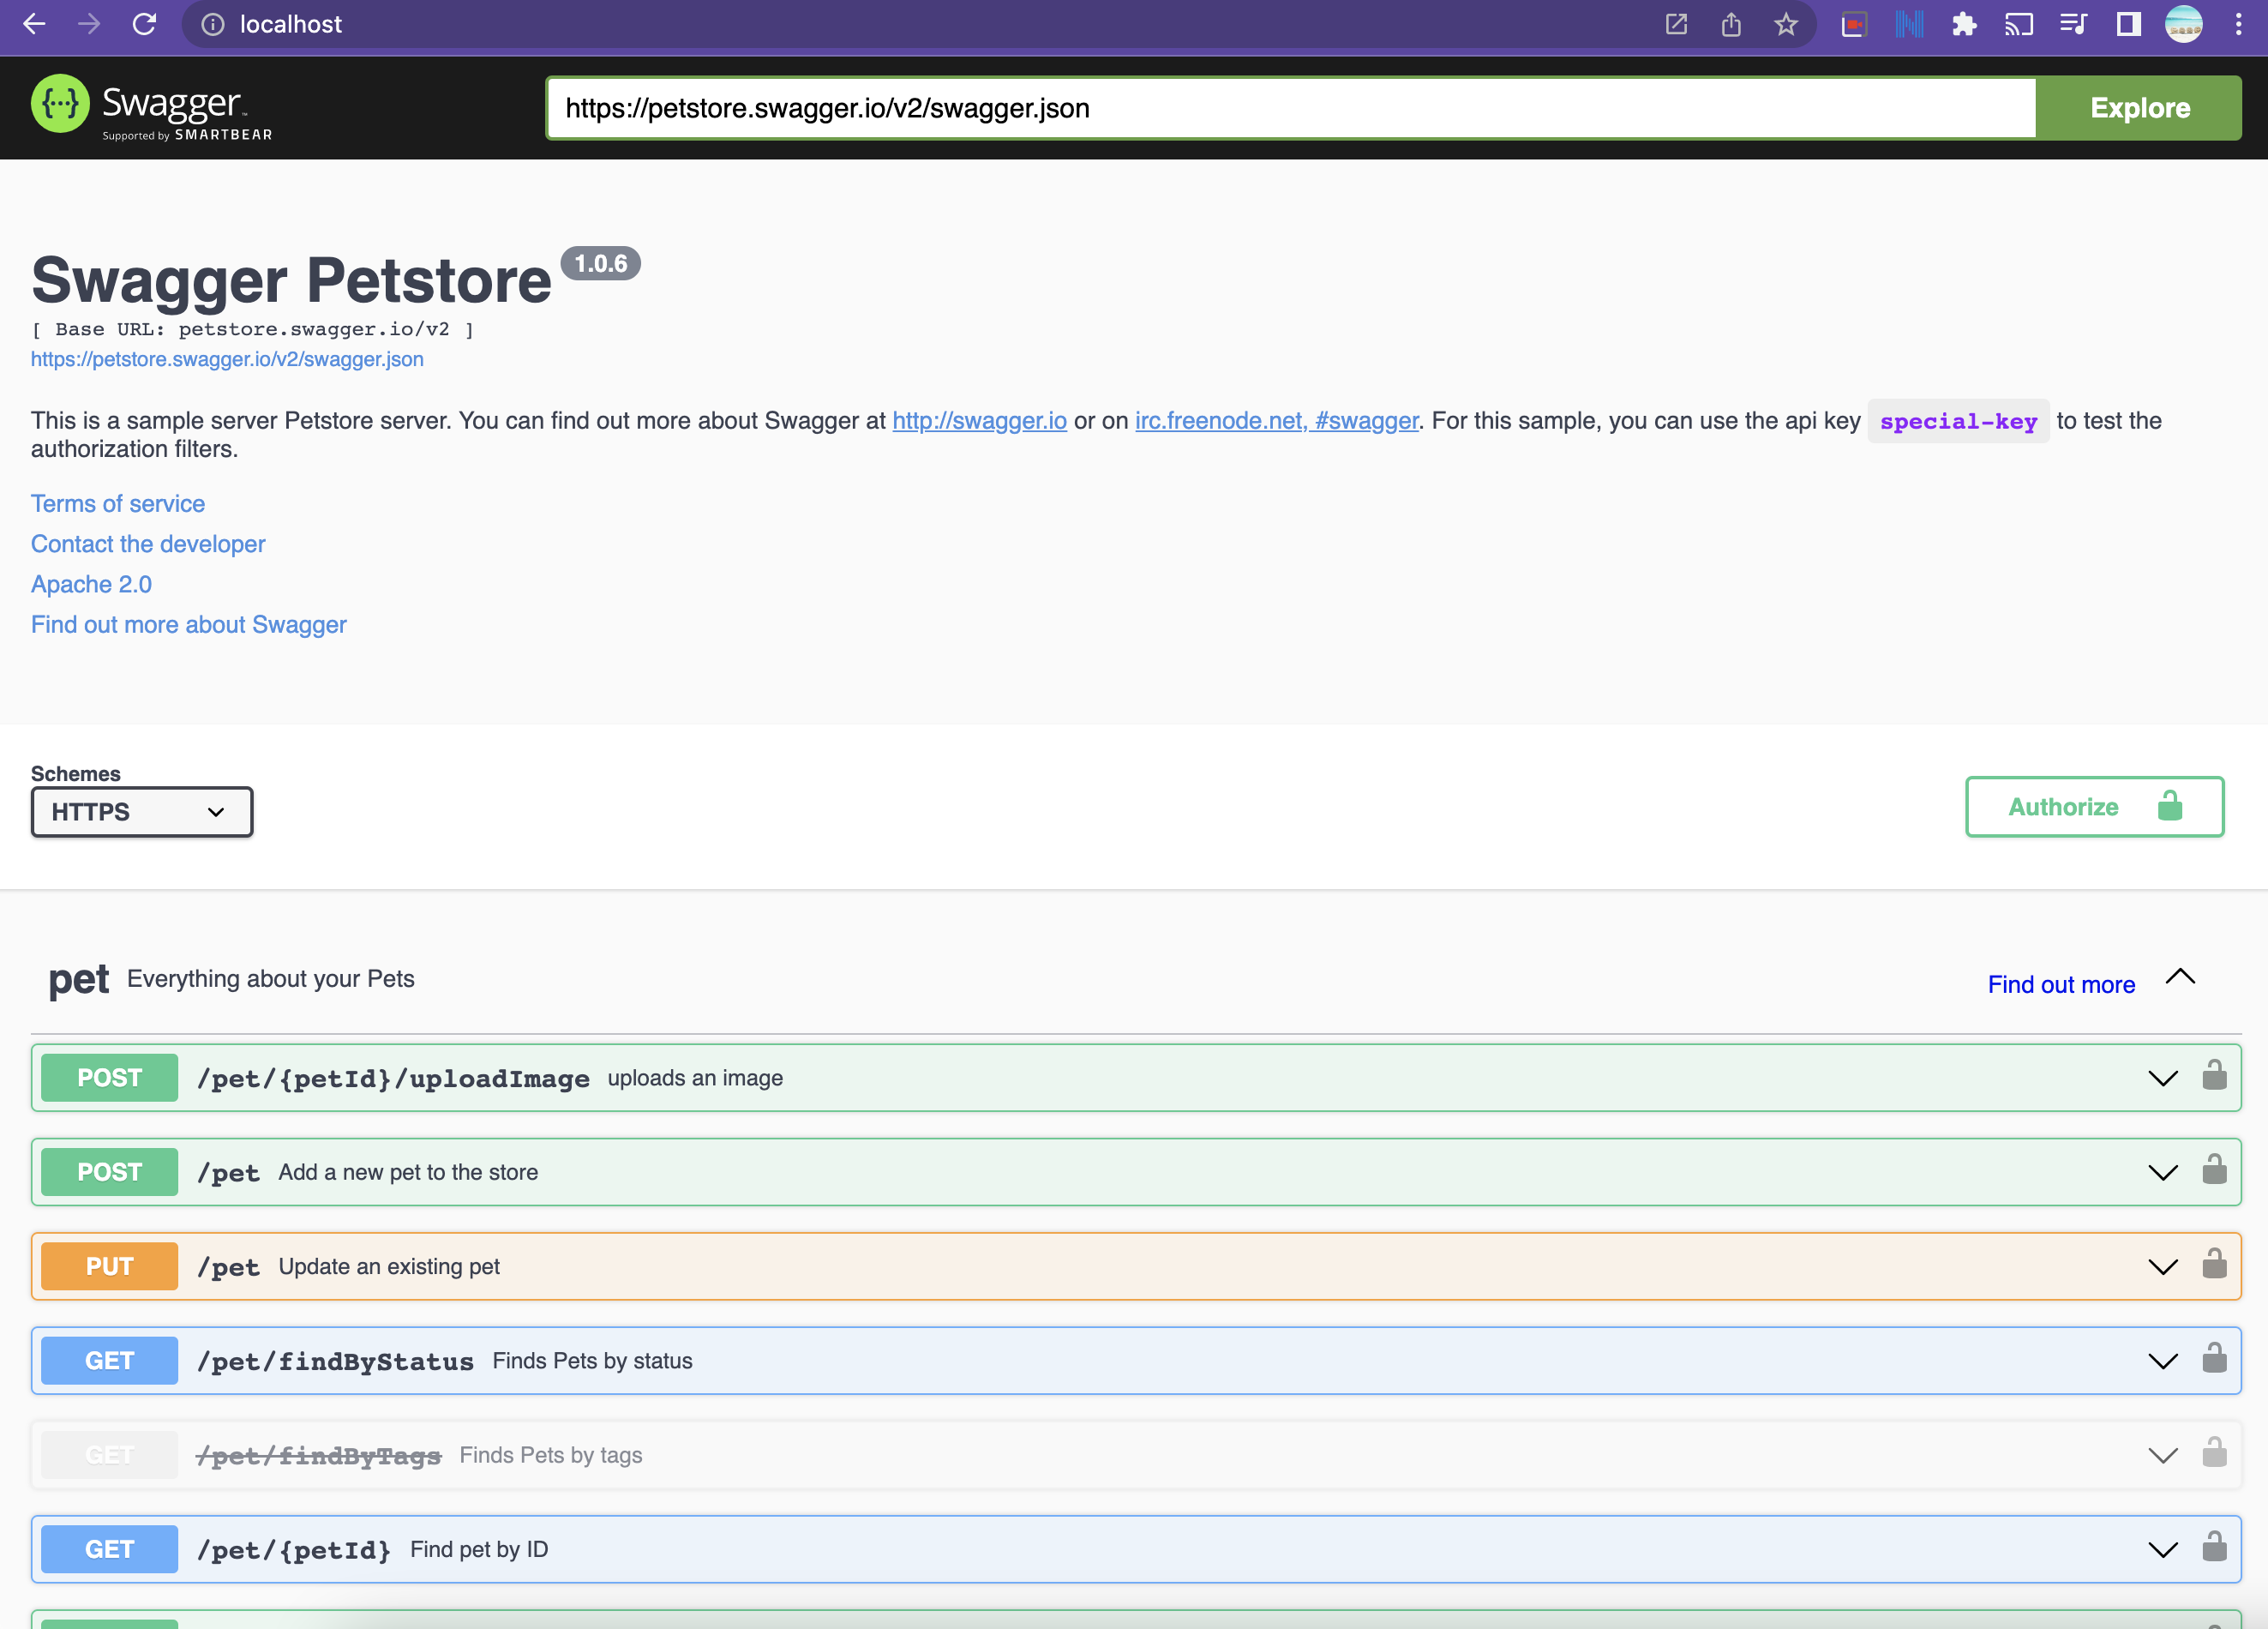 localhost
Swagger™
Supported by SMARTBEAR
https://petstore.swagger.io/v2/swagger.json
Explore
Swagger Petstore 1.0.6
[ Base URL: petstore.swagger.io/v2 ]
https://petstore.swagger.io/v2/swagger.json
This is a sample server Petstore server. You can find out more about Swagger at http://swagger.io or on irc.freenode.net, #swagger. For this sample, you can use the api key special-key to test the
authorization filters.
Terms of service
Contact the developer
Apache 2.0
Find out more about Swagger
Schemes
HTTPS
Authorize
pet Everything about your Pets
Find out more
POST /pet/{petId}/uploadImage uploads an image
POST /pet Add a new pet to the store
PUT /pet Update an existing pet
GET /pet/findByStatus Finds Pets by status
GET /pet/findByTags Finds Pets by tags
GET /pet/{petId} Find pet by ID